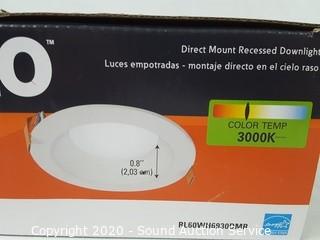 O™
Direct Mount Recessed Downlight
Luces empotradas - montaje directo en el cielo raso
COLOR TEMP
3000K
0.8"
(2,03 cm)
Copyright 2020 - Sound Auction Service